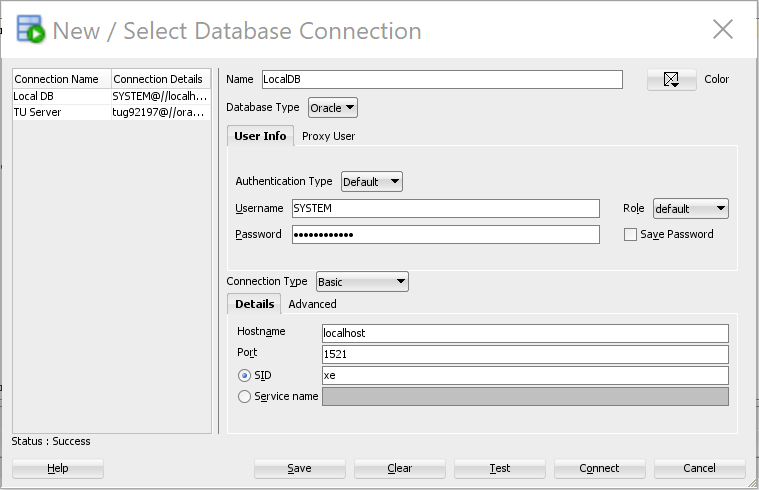 New / Select Database Connection
Connection Name Connection Details
Local DB SYSTEM@//localh...
TU Server tug92197@//ora...
Name LocalDB Color
Database Type Oracle
User Info Proxy User
Authentication Type Default
Username SYSTEM Role default
Password •••••••••••• Save Password
Connection Type Basic
Details Advanced
Hostname localhost
Port 1521
SID xe
Service name
Status : Success
Help Save Clear Test Connect Cancel